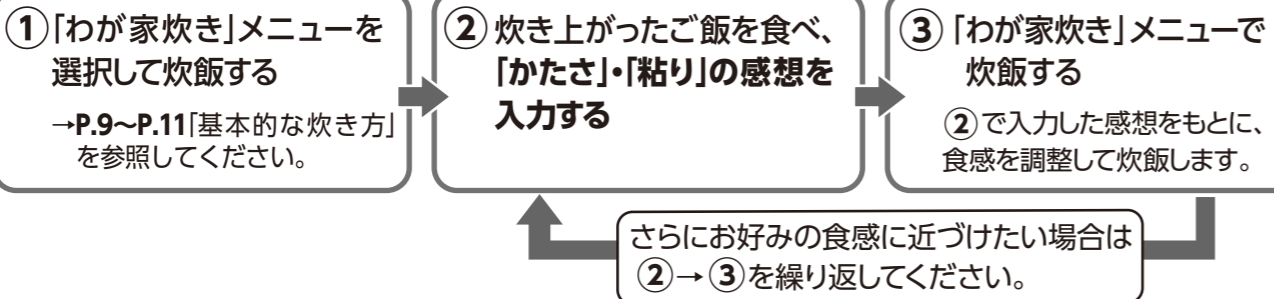 ①「わが家炊き」メニューを
選択して炊飯する
→P.9~P.11「基本的な炊き方」
を参照してください。
②炊き上がったご飯を食べ、
「かたさ」・「粘り」の感想を
入力する
③「わが家炊き」メニューで
炊飯する
②で入力した感想をもとに、
食感を調整して炊飯します。
さらにお好みの食感に近づけたい場合は
②→③を繰り返してください。